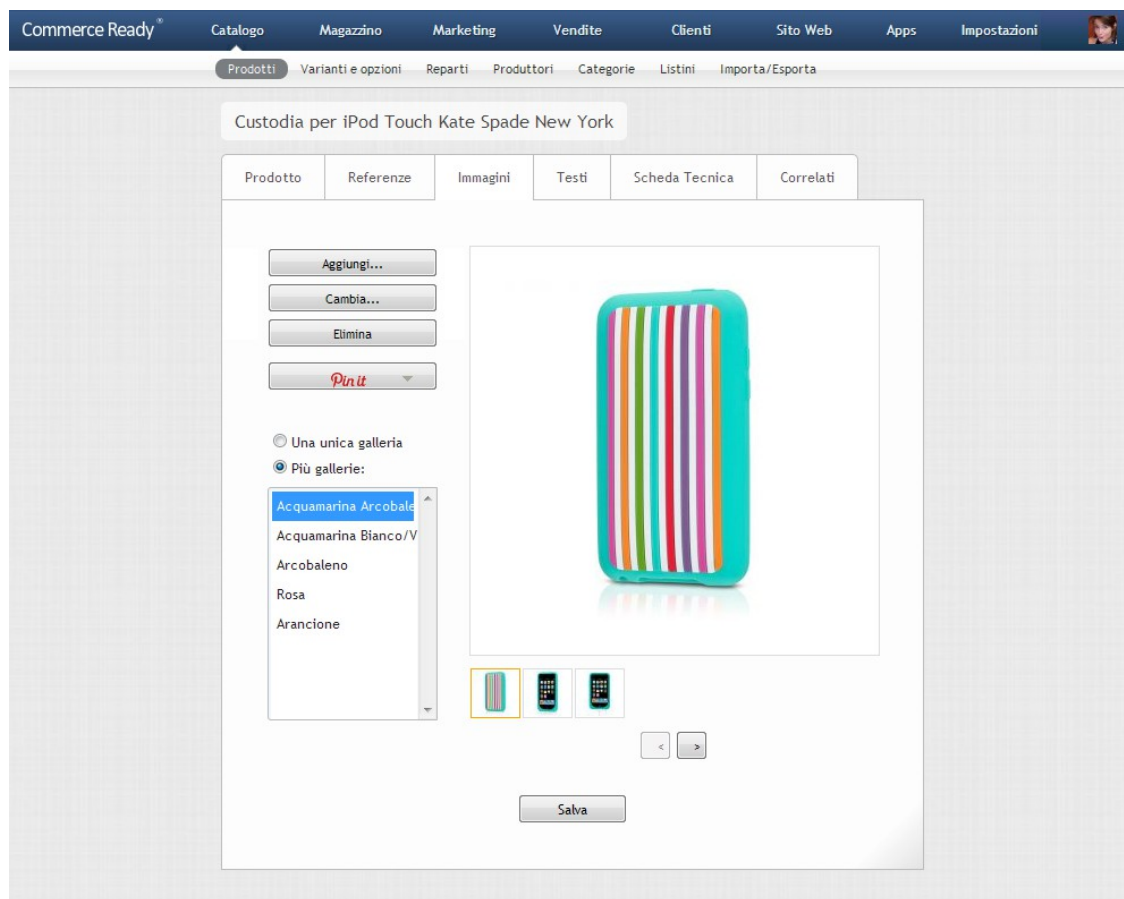 Commerce Ready® Catalogo Magazzino Marketing Vendite Clienti Sito Web Apps Impostazioni
Prodotti Varianti e opzioni Reparti Produttori Categorie Listini Importa/Esporta
Custodia per iPod Touch Kate Spade New York
Prodotto Referenze Immagini Testi Scheda Tecnica Correlati
Aggiungi...
Cambia...
Elimina
Pin it
Una unica galleria
Più gallerie:
Acquamarina Arcobale
Acquamarina Bianco/V
Arcobaleno
Rosa
Arancione
< >
Salva